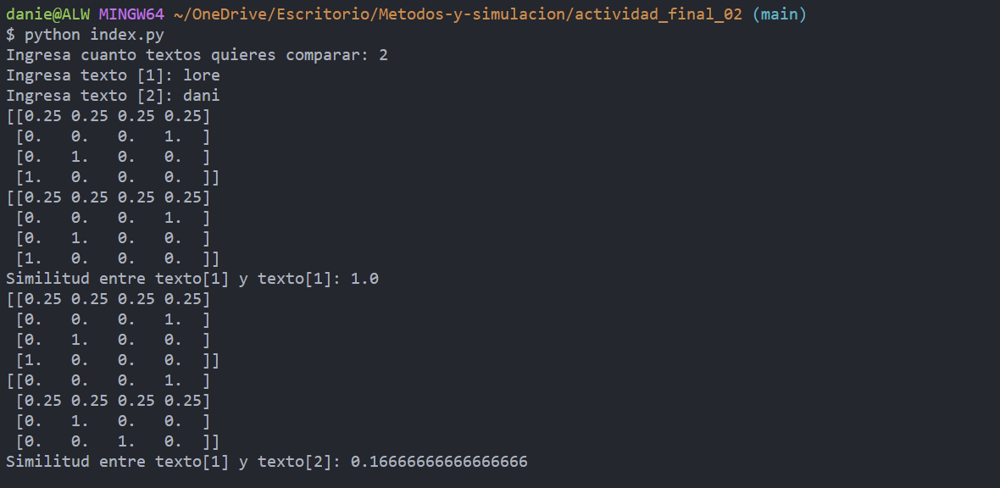 danie@ALW MINGW64 ~/OneDrive/Escritorio/Metodos-y-simulacion/actividad_final_02 (main)
$ python index.py
Ingresa cuanto textos quieres comparar: 2
Ingresa texto [1]: lore
Ingresa texto [2]: dani
[[0.25 0.25 0.25 0.25]
 [0.   0.   0.   1.  ]
 [0.   1.   0.   0.  ]
 [1.   0.   0.   0.  ]]
[[0.25 0.25 0.25 0.25]
 [0.   0.   0.   1.  ]
 [0.   1.   0.   0.  ]
 [1.   0.   0.   0.  ]]
Similitud entre texto[1] y texto[1]: 1.0
[[0.25 0.25 0.25 0.25]
 [0.   0.   0.   1.  ]
 [0.   1.   0.   0.  ]
 [1.   0.   0.   0.  ]]
[[0.   0.   0.   1.  ]
 [0.25 0.25 0.25 0.25]
 [0.   1.   0.   0.  ]
 [0.   0.   1.   0.  ]]
Similitud entre texto[1] y texto[2]: 0.16666666666666666